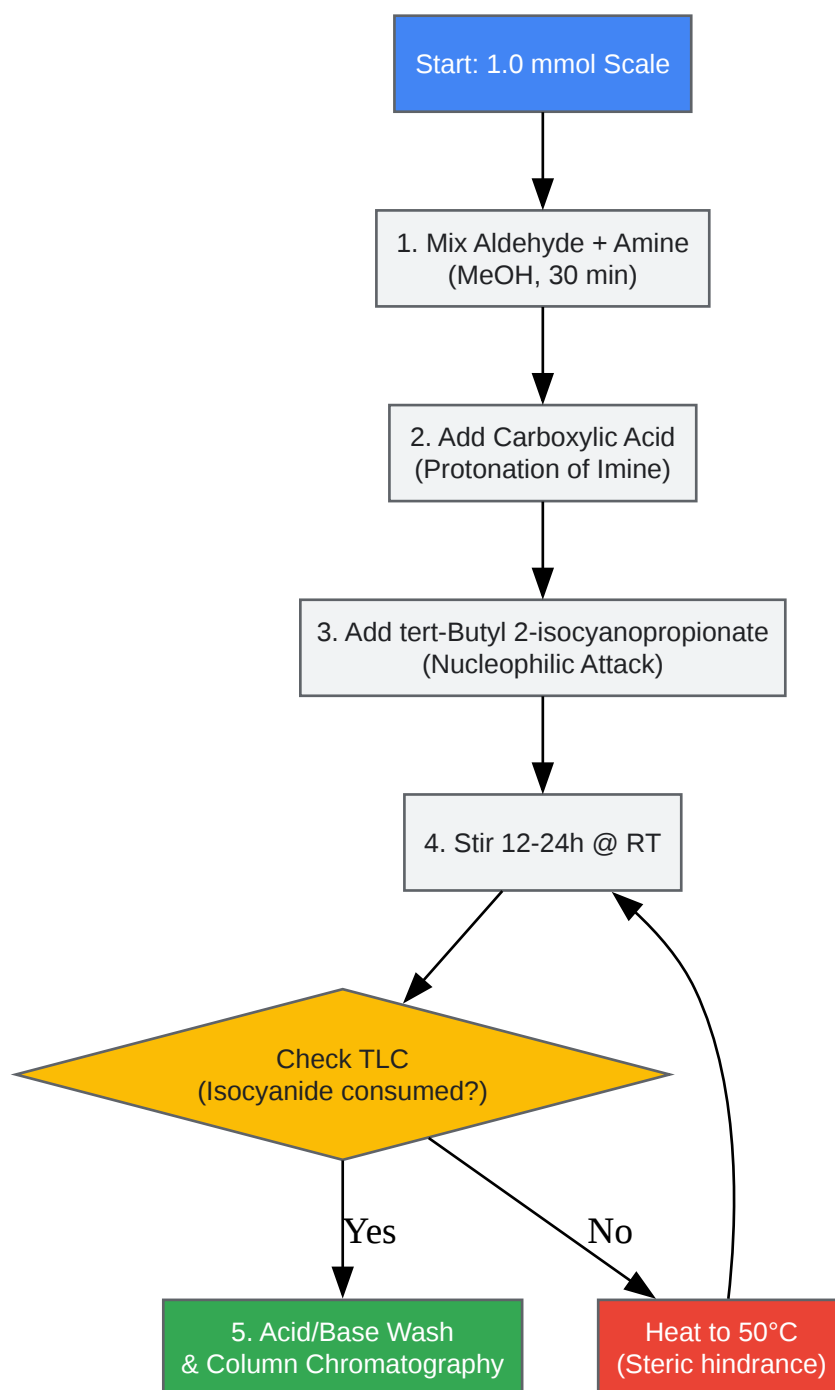 Start: 1.0 mmol Scale
1. Mix Aldehyde + Amine
(MeOH, 30 min)
2. Add Carboxylic Acid
(Protonation of Imine)
3. Add tert-Butyl 2-isocyanopropionate
(Nucleophilic Attack)
4. Stir 12-24h @ RT
Check TLC
(Isocyanide consumed?)
Yes
No
5. Acid/Base Wash
& Column Chromatography
Heat to 50°C
(Steric hindrance)